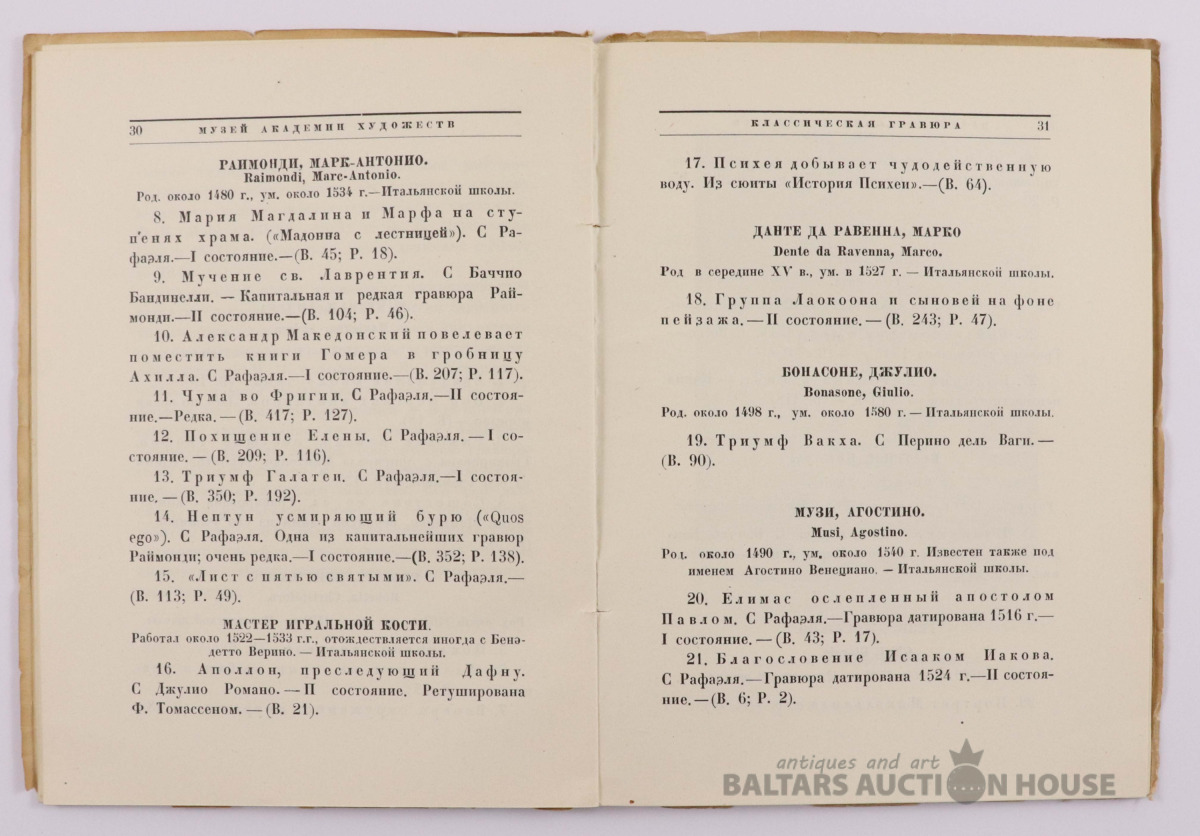 30 МУЗЕЙ АКАДЕМИИ ХУДОЖЕСТВ
РАИМОНДИ, МАРК-АНТОНИО.
Raimondi, Marc-Antonio.
Род. около 1480 г., ум. около 1534 г.—Итальянской школы.
8. Мария Магдалина и Марфа на сту-
пенях храма. («Мадонна с лестницей»). С Ра-
фаэля.—I состояние.—(B. 45; P. 18).
9. Мучение св. Лаврентия. С Баччио
Бандинелли. — Капитальная и редкая гравюра Рай-
монди.—II состояние.—(B. 104; P. 46).
10. Александр Македонский повелевает
поместить книги Гомера в гробницу
Ахилла. С Рафаэля.—I состояние.—(B. 207; P. 117).
11. Чума во Фригии. С Рафаэля.—II состоя-
ние.—Редка.—(B. 417; P. 127).
12. Похищение Елены. С Рафаэля.—I со-
стояние. — (B. 209; P. 116).
13. Триумф Галатеи. С Рафаэля.—I состоя-
ние. —(B. 350; P. 192).
14. Нептун усмиряющий бурю («Quos
ego»). С Рафаэля. Одна из капитальнейших гравюр
Раймонди; очень редка.—I состояние.—(B. 352; P. 138).
15. «Лист с пятью святыми». С Рафаэля.—
(B. 113; P. 49).
МАСТЕР ИГРАЛЬНОЙ КОСТИ.
Работал около 1522—1533 г.г., отождествляется иногда с Бенэ-
детто Верино. — Итальянской школы.
16. Аполлон, преследующий Дафну.
С Джулио Романо. — II состояние. Ретуширована
Ф. Томассеном. — (B. 21).
КЛАССИЧЕСКАЯ ГРАВЮРА 31
17. Психея добывает чудодейственную
воду. Из сюиты «История Психеи».—(B. 64).
ДАНТЕ ДА РАВЕННА, МАРКО
Dente da Ravenna, Marco.
Род в середине XV в., ум. в 1527 г. — Итальянской школы.
18. Группа Лаокоона и сыновей на фоне
пейзажа. — II состояние. — (B. 243; P. 47).
БОНАСОНЕ, ДЖУЛИО.
Bonasone, Giulio.
Род. около 1498 г., ум. около 1580 г. — Итальянской школы.
19. Триумф Вакха. С Перино дель Ваги. —
(B. 90).
МУЗИ, АГОСТИНО.
Musi, Agostino.
Род. около 1490 г., ум. около 1540 г. Известен также под
именем Агостино Венециано. — Итальянской школы.
20. Елимас ослепленный апостолом
Павлом. С Рафаэля.—Гравюра датирована 1516 г.—
I состояние. — (B. 43; P. 17).
21. Благословение Исааком Иакова.
С Рафаэля.—Гравюра датирована 1524 г.—II состоя-
ние. — (B. 6; P. 2).
antiques and art
BALTARS AUCTION HOUSE